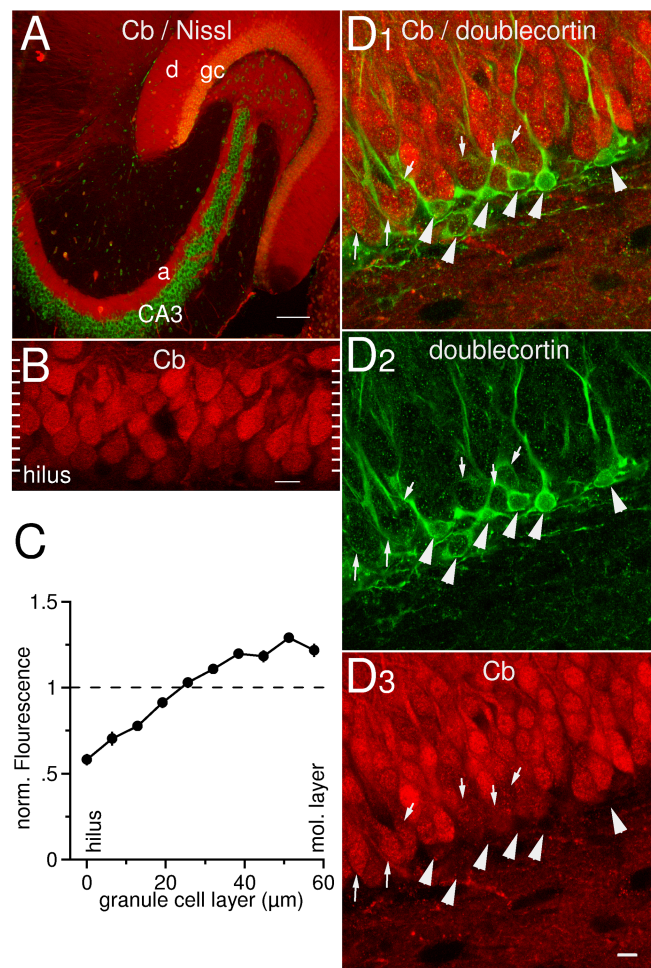 A
Cb / Nissl
d
gc
a
CA3
B
Cb
hilus
C
1.5
1
.5
0
norm. Flourescence
hilus
mol. layer
0
20
40
60
granule cell layer (µm)
D1
Cb / doublecortin
D2
doublecortin
D3
Cb